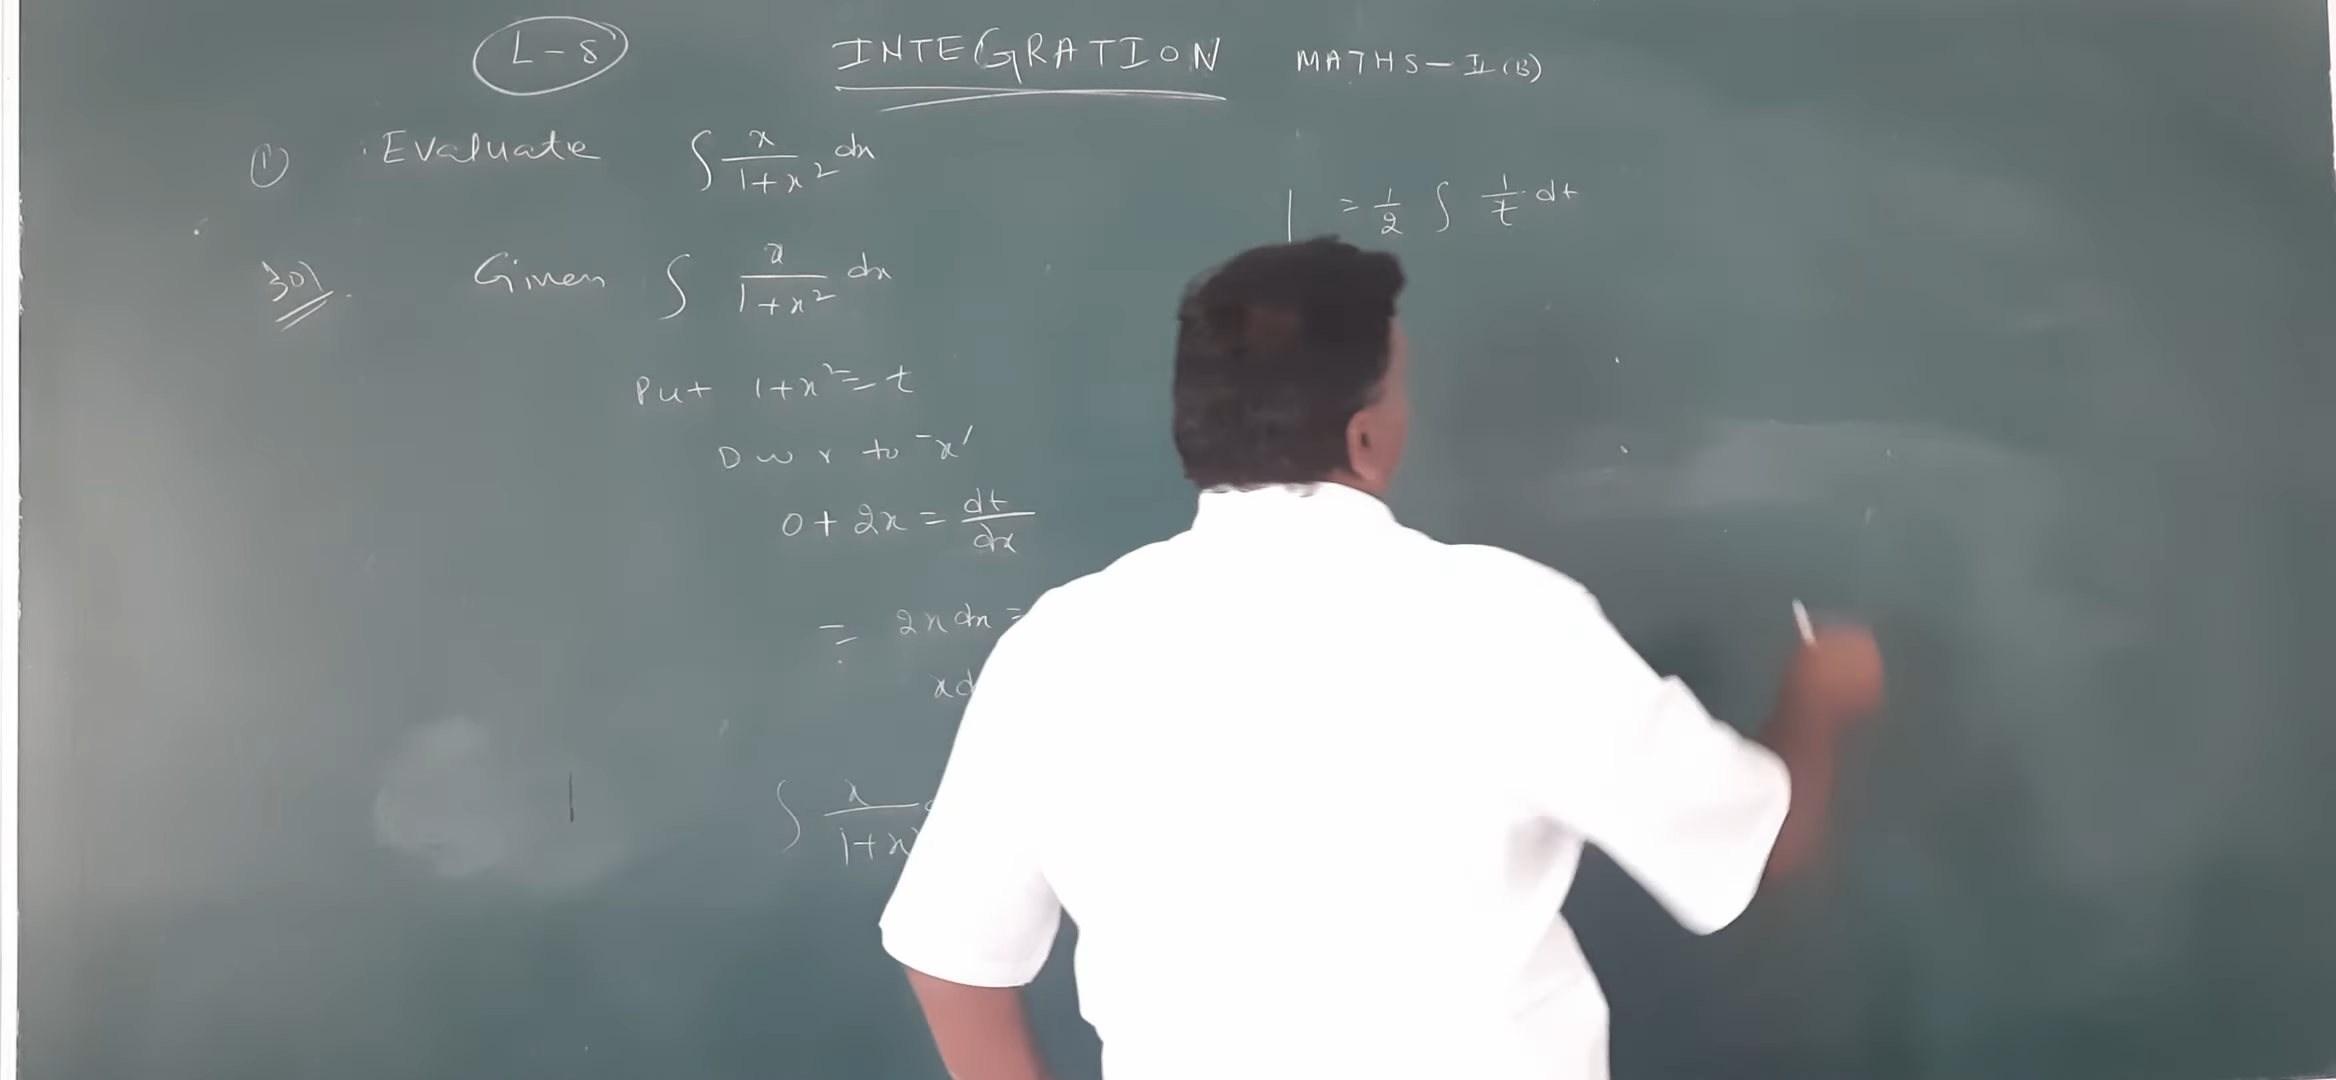 L-8 INTEGRATION MATHS-II(B)
① Evaluate ∫ x/(1+x²) dx
Sol. Given ∫ x/(1+x²) dx
Put 1+x² = t
D w r to 'x'
0 + 2x = dt/dx
= 2x dx =
x d
∫ x/(1+x
= 1/2 ∫ 1/t dt